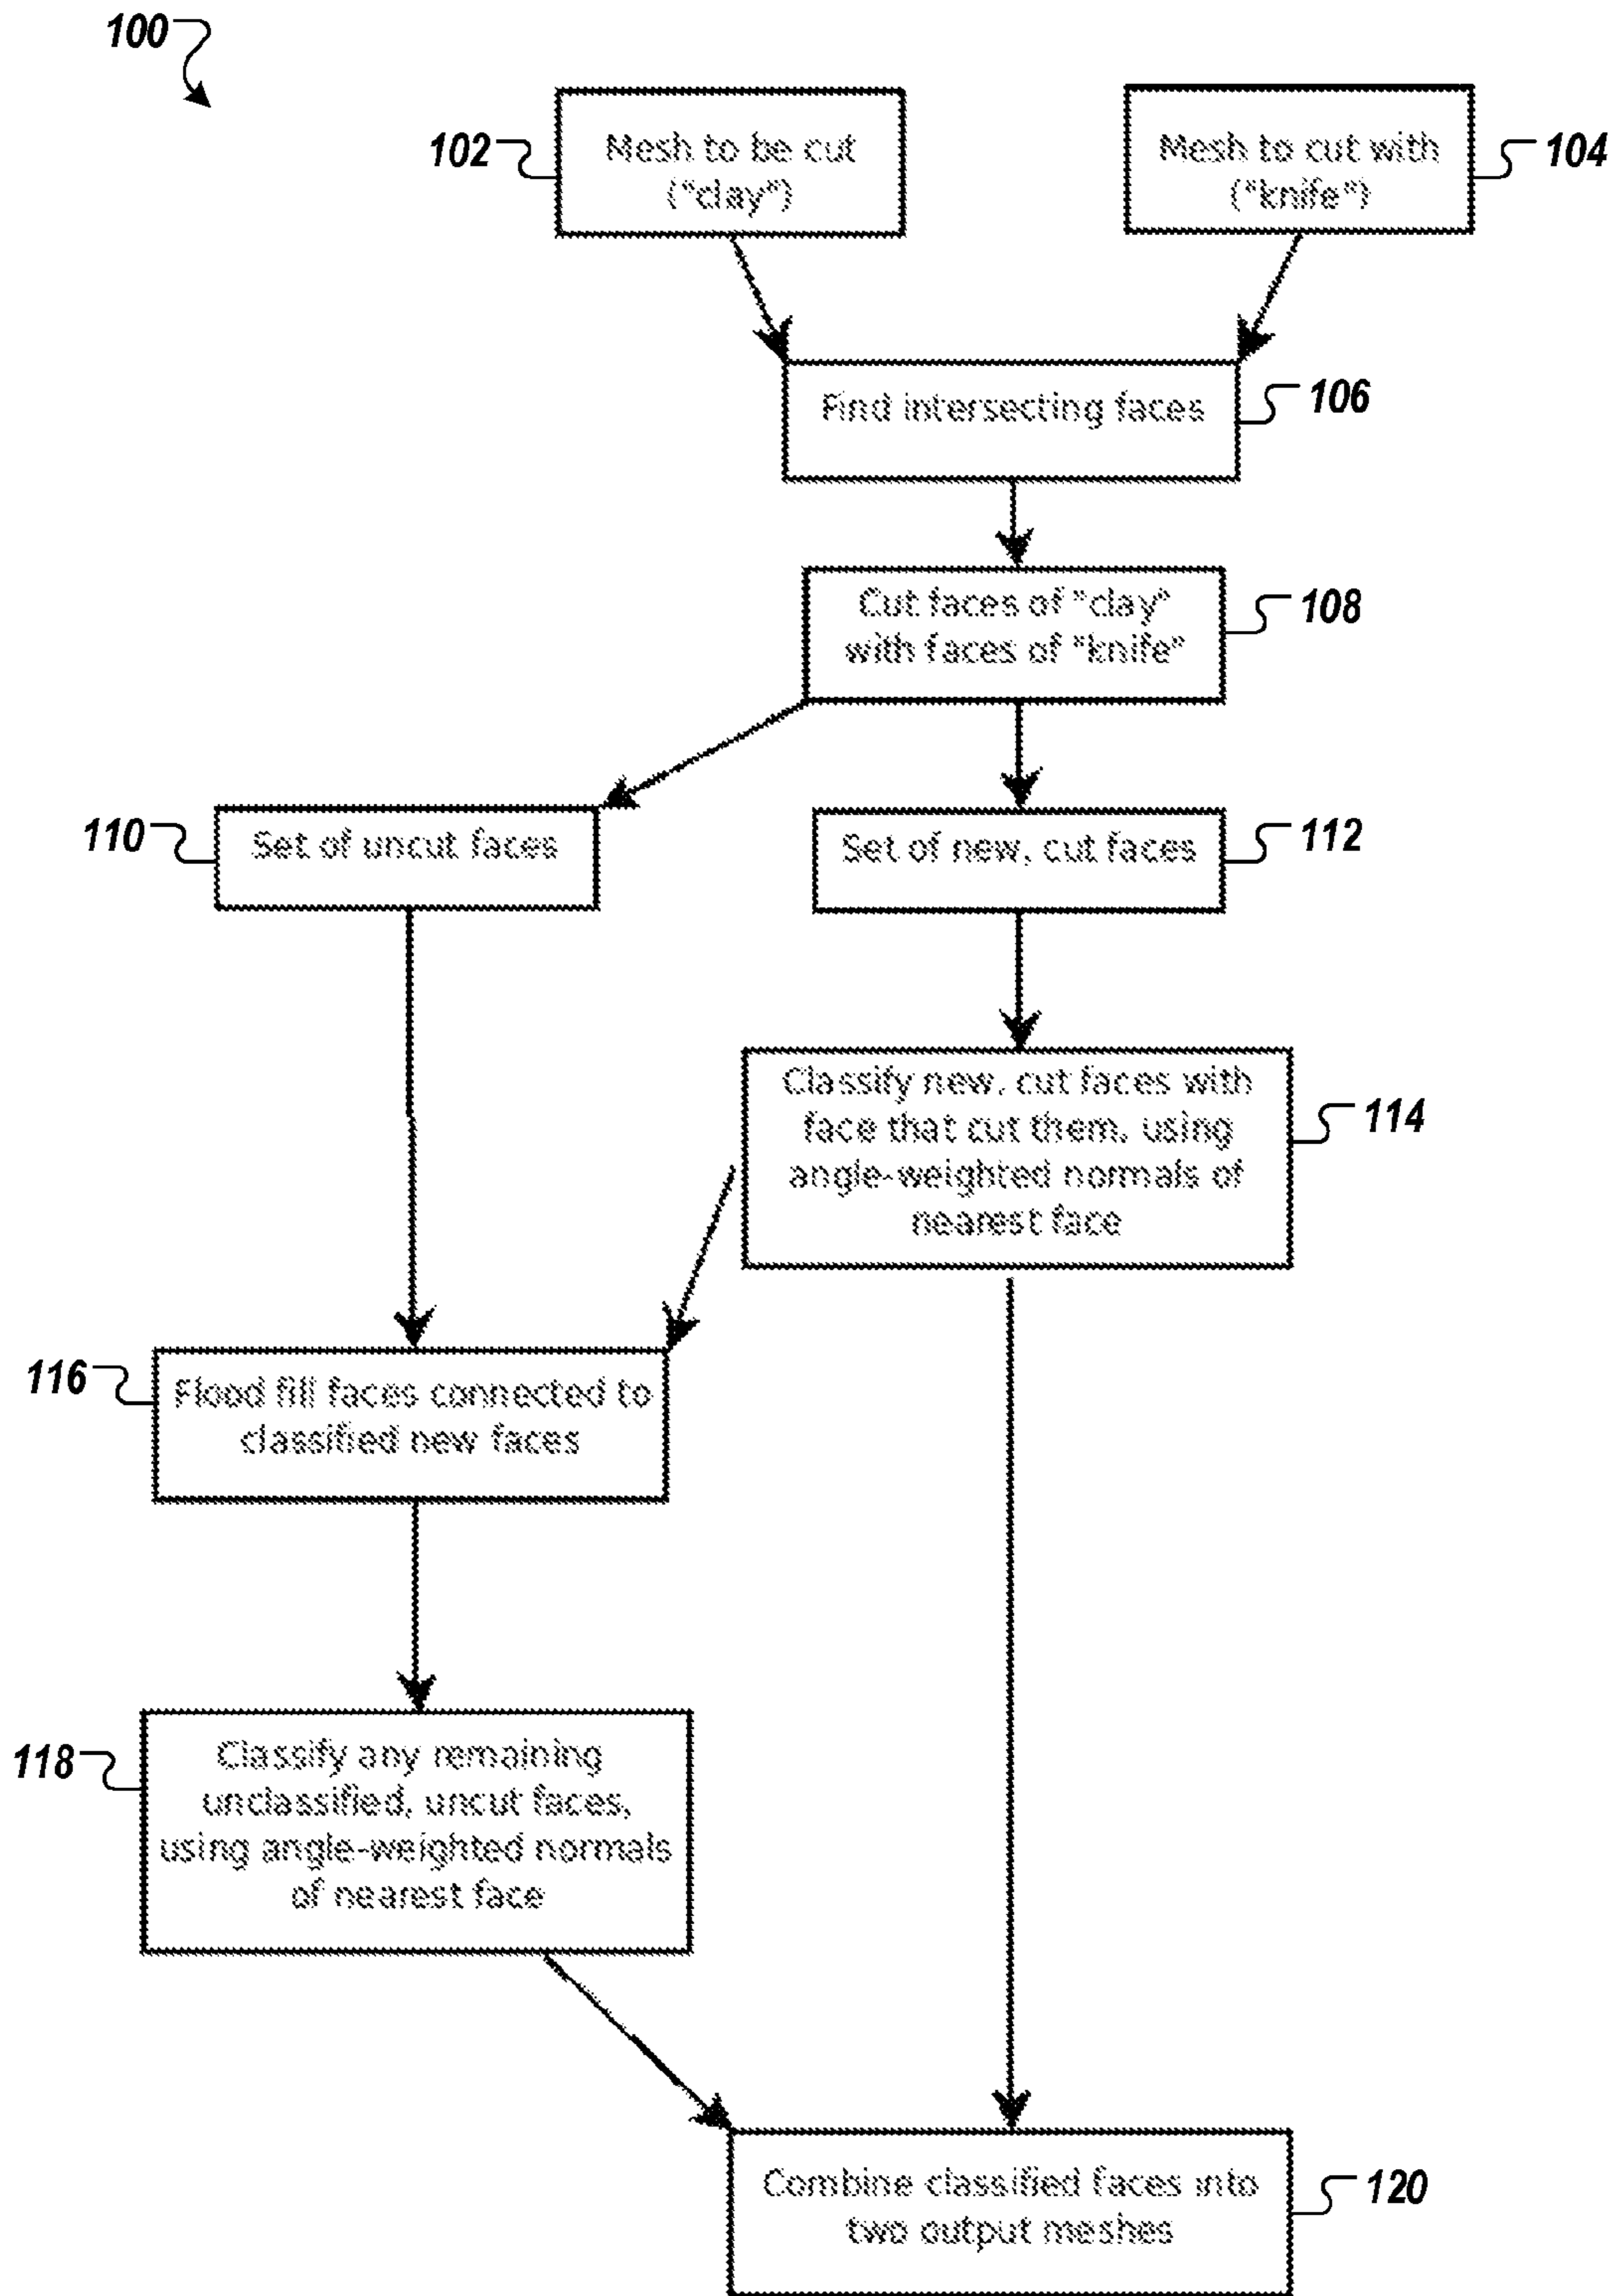 100
102
Mesh to be cut
("clay")
Mesh to cut with
("knife")
104
Find intersecting faces
106
Cut faces of "clay"
with faces of "knife"
108
110
Set of uncut faces
Set of new, cut faces
112
Classify new, cut faces with
face that cut them, using
angle-weighted normals of
nearest face
114
116
Flood fill faces connected to
classified new faces
118
Classify any remaining
unclassified, uncut faces,
using angle-weighted normals
of nearest face
Combine classified faces into
two output meshes
120